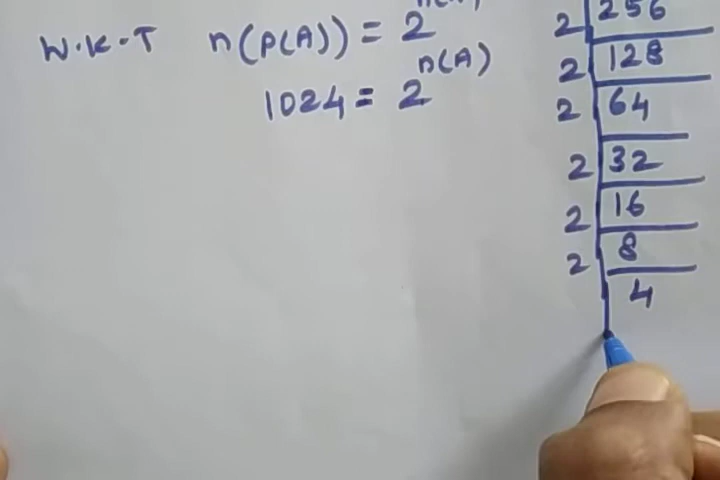 W.K.T n(P(A)) = 2^n(A)
1024 = 2^n(A)
2 | 256
2 | 128
2 | 64
2 | 32
2 | 16
2 | 8
4